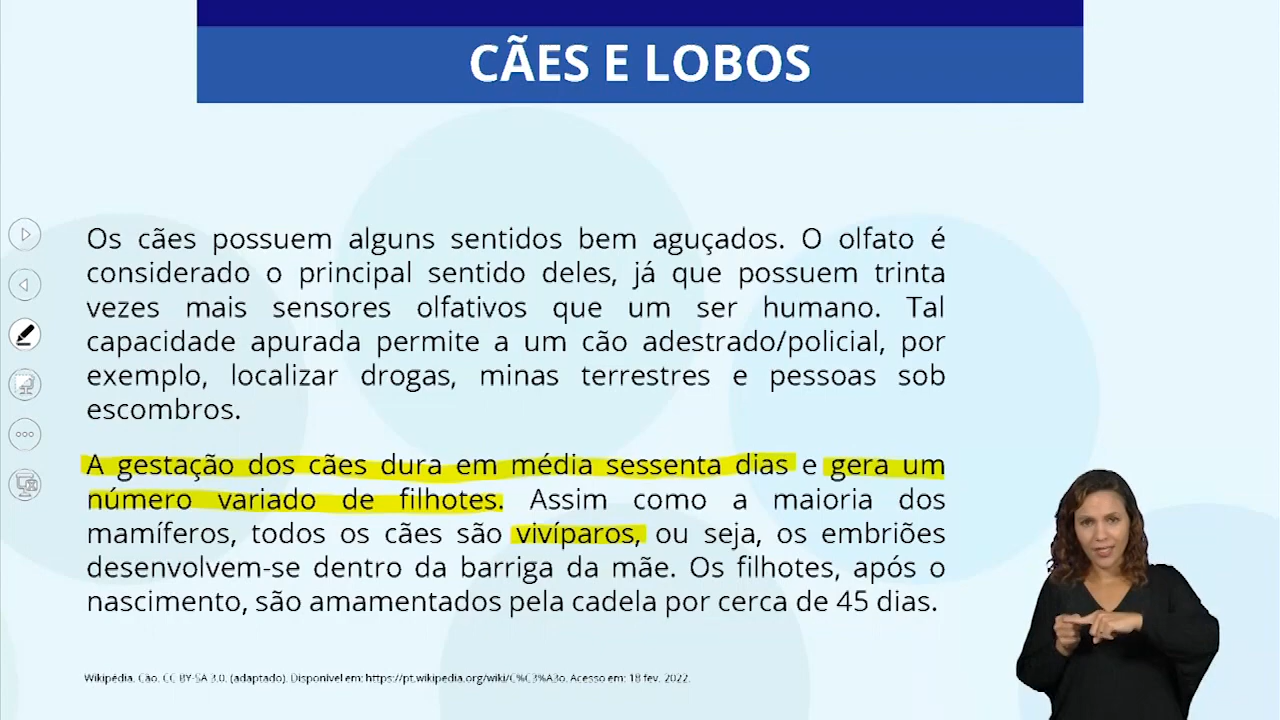 CÃES E LOBOS
Os cães possuem alguns sentidos bem aguçados. O olfato é
considerado o principal sentido deles, já que possuem trinta
vezes mais sensores olfativos que um ser humano. Tal
capacidade apurada permite a um cão adestrado/policial, por
exemplo, localizar drogas, minas terrestres e pessoas sob
escombros.
A gestação dos cães dura em média sessenta dias e gera um
número variado de filhotes. Assim como a maioria dos
mamíferos, todos os cães são vivíparos, ou seja, os embriões
desenvolvem-se dentro da barriga da mãe. Os filhotes, após o
nascimento, são amamentados pela cadela por cerca de 45 dias.
Wikipédia. Cão. CC BY-SA 3.0. (adaptado). Disponível em: https://pt.wikipedia.org/wiki/C%C3%A3o. Acesso em: 18 fev. 2022.